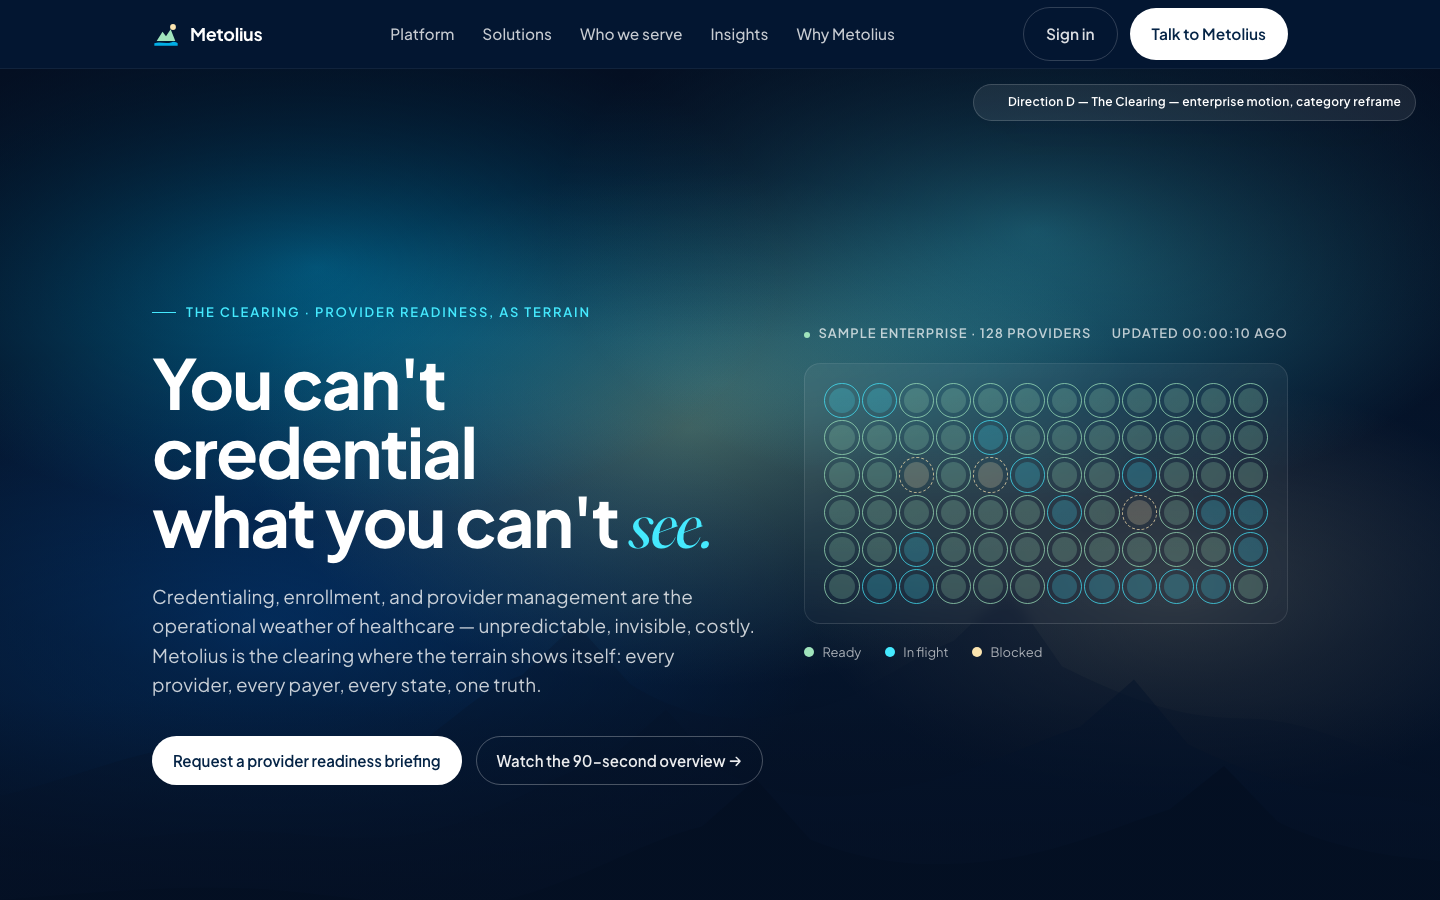 Metolius
Platform
Solutions
Who we serve
Insights
Why Metolius
Sign in
Talk to Metolius
Direction D — The Clearing — enterprise motion, category reframe
THE CLEARING · PROVIDER READINESS, AS TERRAIN
You can't
credential
what you can't see.
Credentialing, enrollment, and provider management are the
operational weather of healthcare — unpredictable, invisible, costly.
Metolius is the clearing where the terrain shows itself: every
provider, every payer, every state, one truth.
Request a provider readiness briefing
Watch the 90-second overview →
SAMPLE ENTERPRISE · 128 PROVIDERS
UPDATED 00:00:10 AGO
Ready
In flight
Blocked